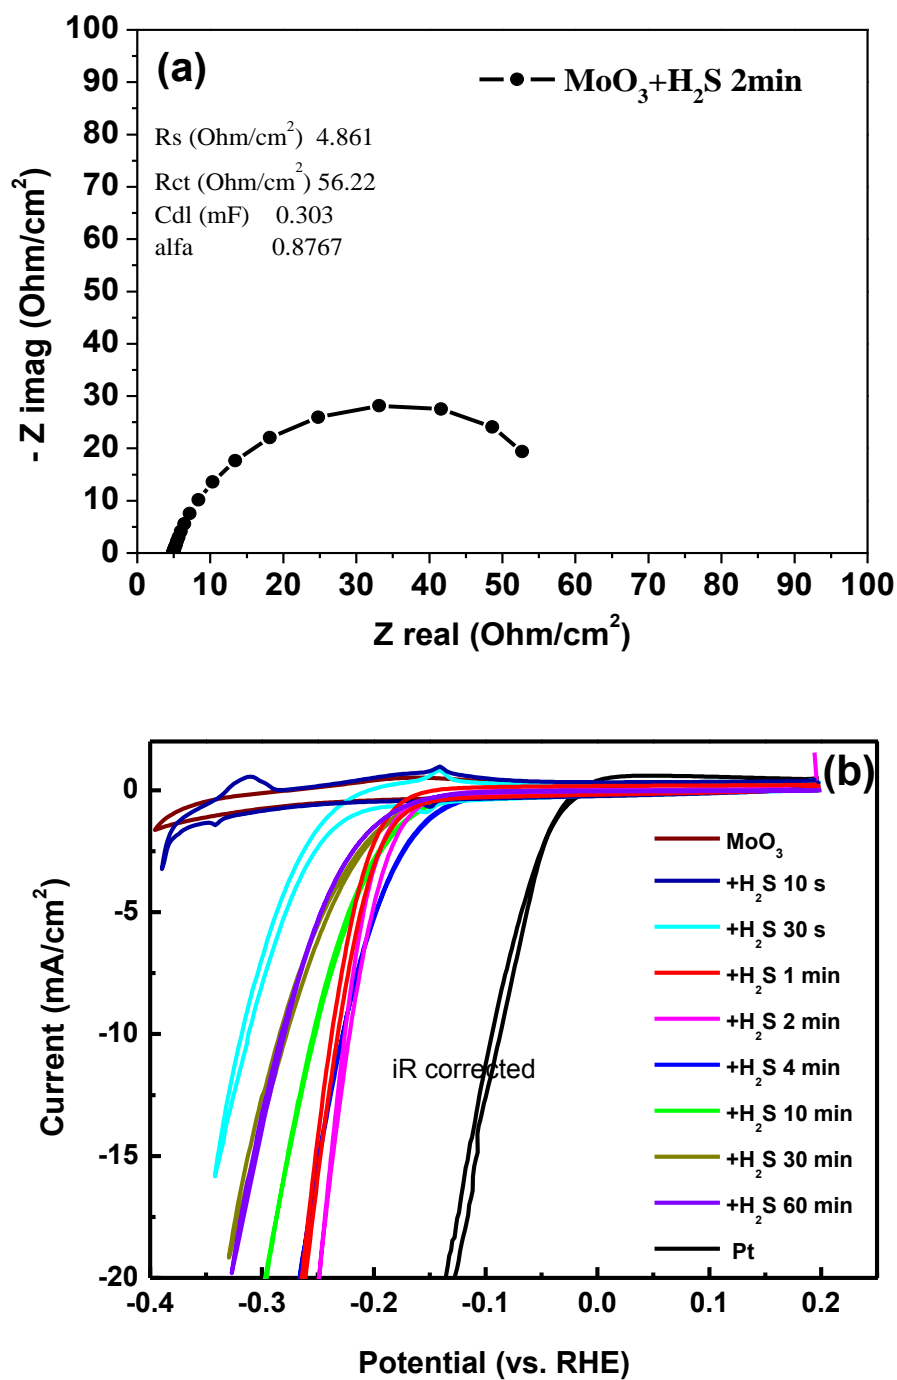 (a)
MoO3+H2S 2min
Rs (Ohm/cm2) 4.861
Rct (Ohm/cm2) 56.22
Cdl (mF) 0.303
alfa 0.8767
- Z imag (Ohm/cm2)
100
90
80
70
60
50
40
30
20
10
0
0 10 20 30 40 50 60 70 80 90 100
Z real (Ohm/cm2)
(b)
Current (mA/cm2)
0
-5
-10
-15
-20
iR corrected
MoO3
+H2S 10 s
+H2S 30 s
+H2S 1 min
+H2S 2 min
+H2S 4 min
+H2S 10 min
+H2S 30 min
+H2S 60 min
Pt
-0.4 -0.3 -0.2 -0.1 0.0 0.1 0.2
Potential (vs. RHE)